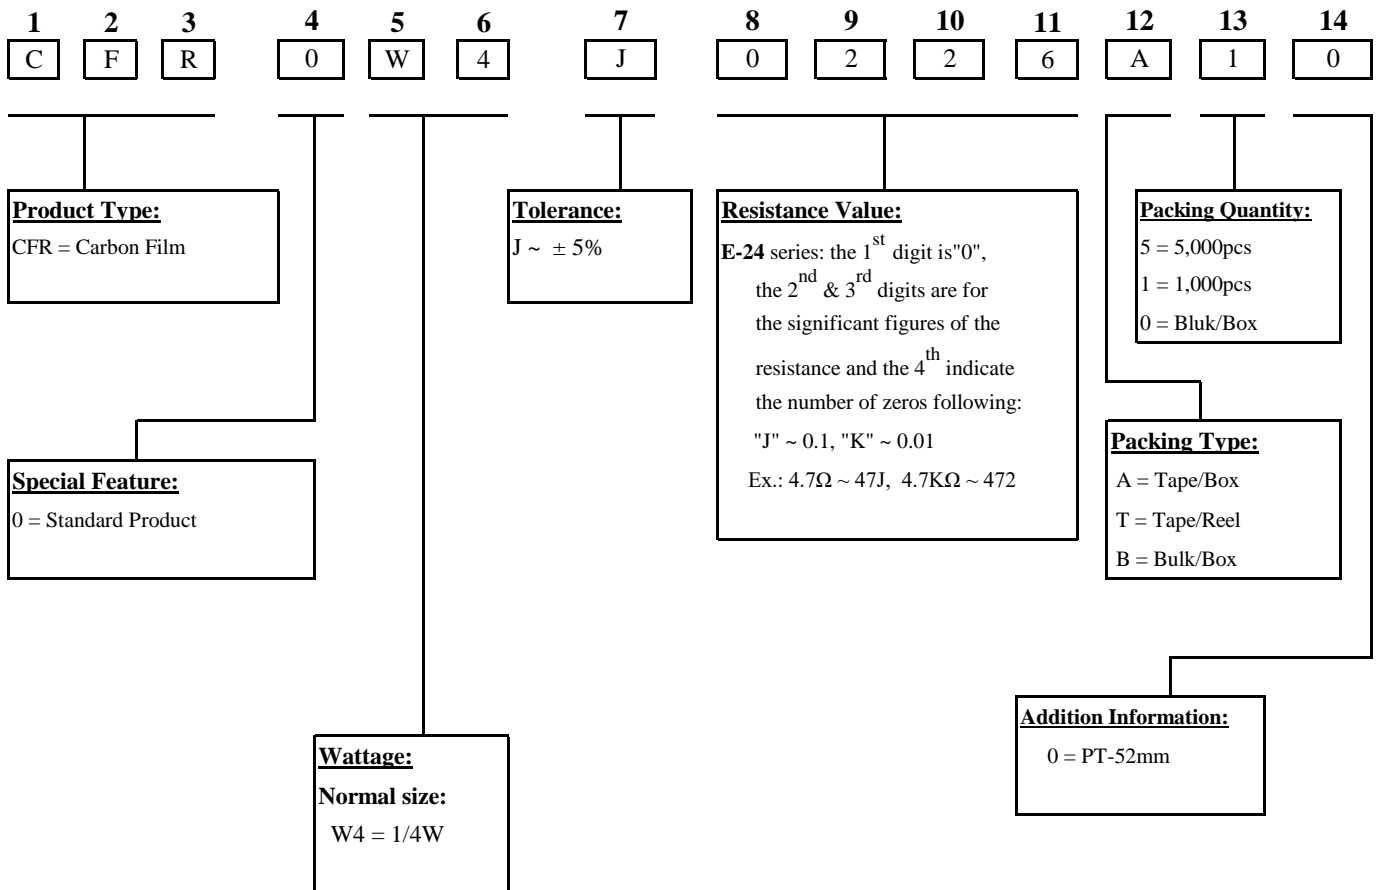 1 2 3 4 5 6 7 8 9 10 11 12 13 14
C F R 0 W 4 J 0 2 2 6 A 1 0
Product Type:
CFR = Carbon Film
Tolerance:
J ~ ± 5%
Resistance Value:
E-24 series: the 1st digit is"0",
the 2nd & 3rd digits are for
the significant figures of the
resistance and the 4th indicate
the number of zeros following:
"J" ~ 0.1, "K" ~ 0.01
Ex.: 4.7Ω ~ 47J, 4.7KΩ ~ 472
Packing Quantity:
5 = 5,000pcs
1 = 1,000pcs
0 = Bluk/Box
Special Feature:
0 = Standard Product
Packing Type:
A = Tape/Box
T = Tape/Reel
B = Bulk/Box
Wattage:
Normal size:
W4 = 1/4W
Addition Information:
0 = PT-52mm